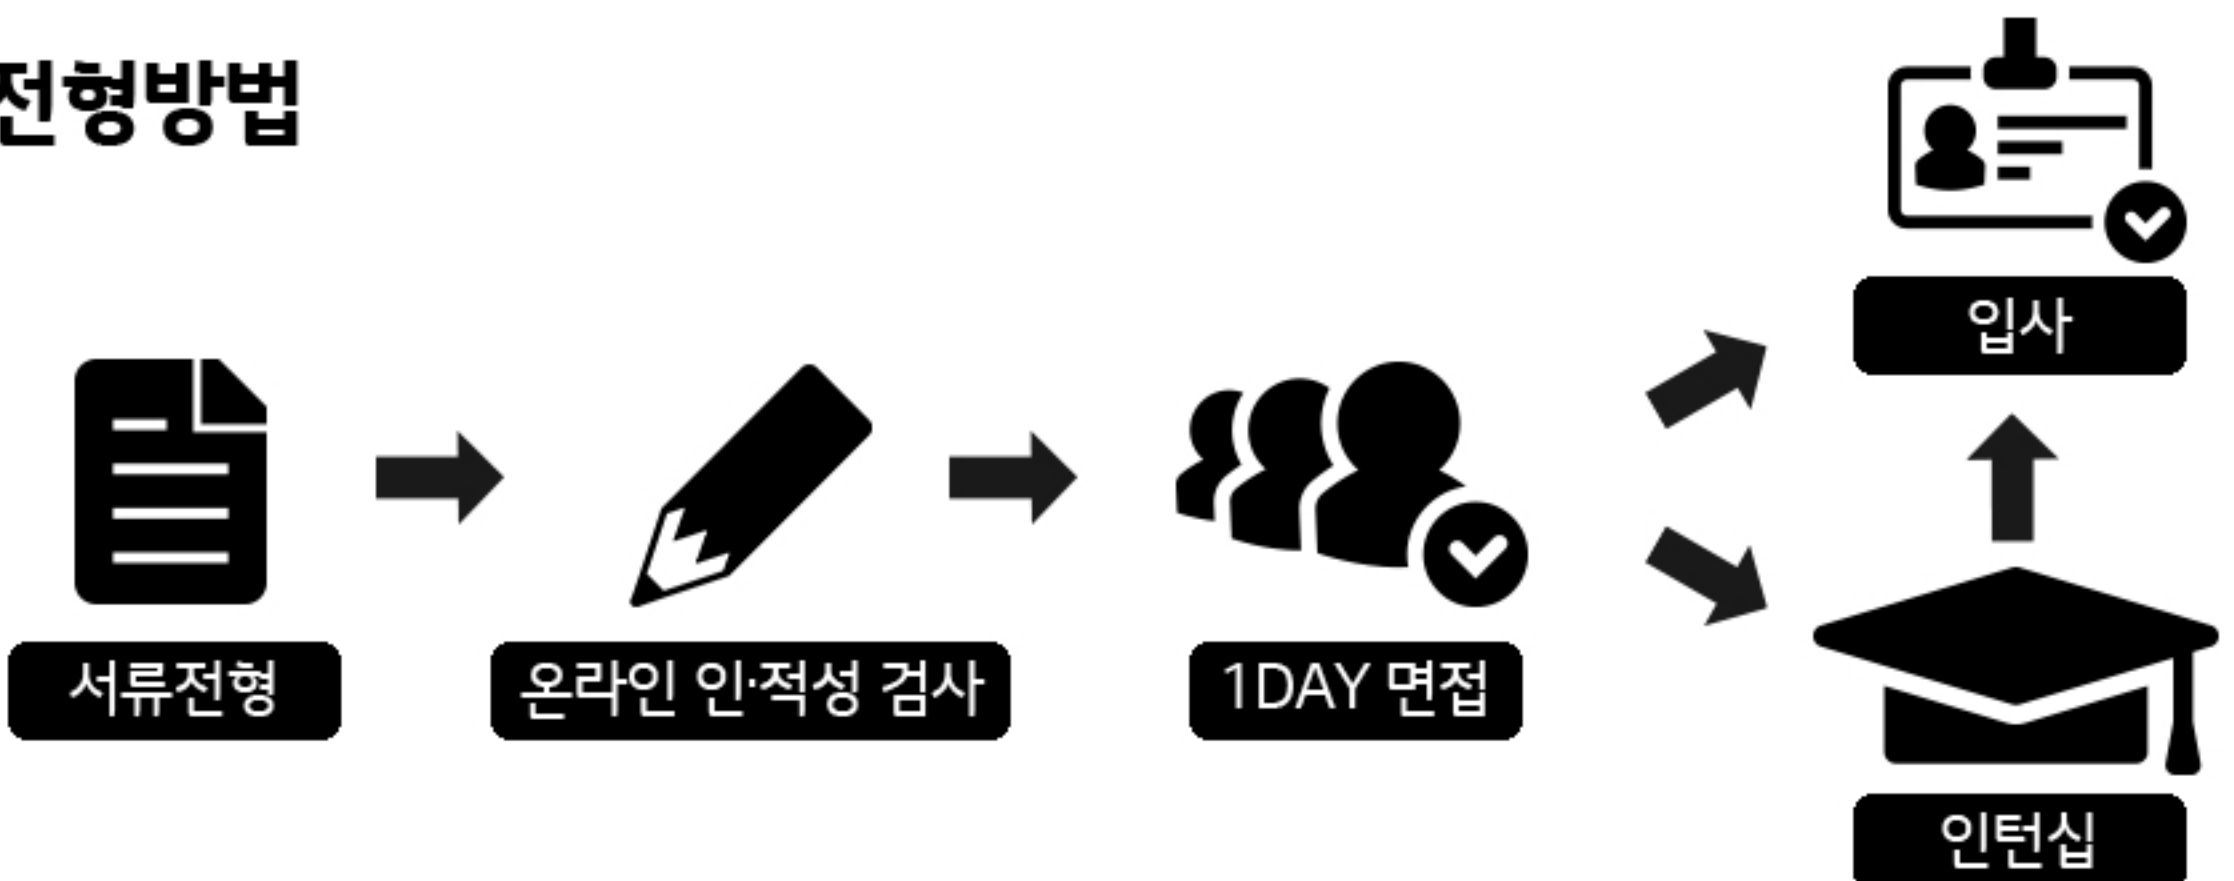 전형방법
입사
서류전형
온라인 인·적성 검사
1DAY 면접
인턴십